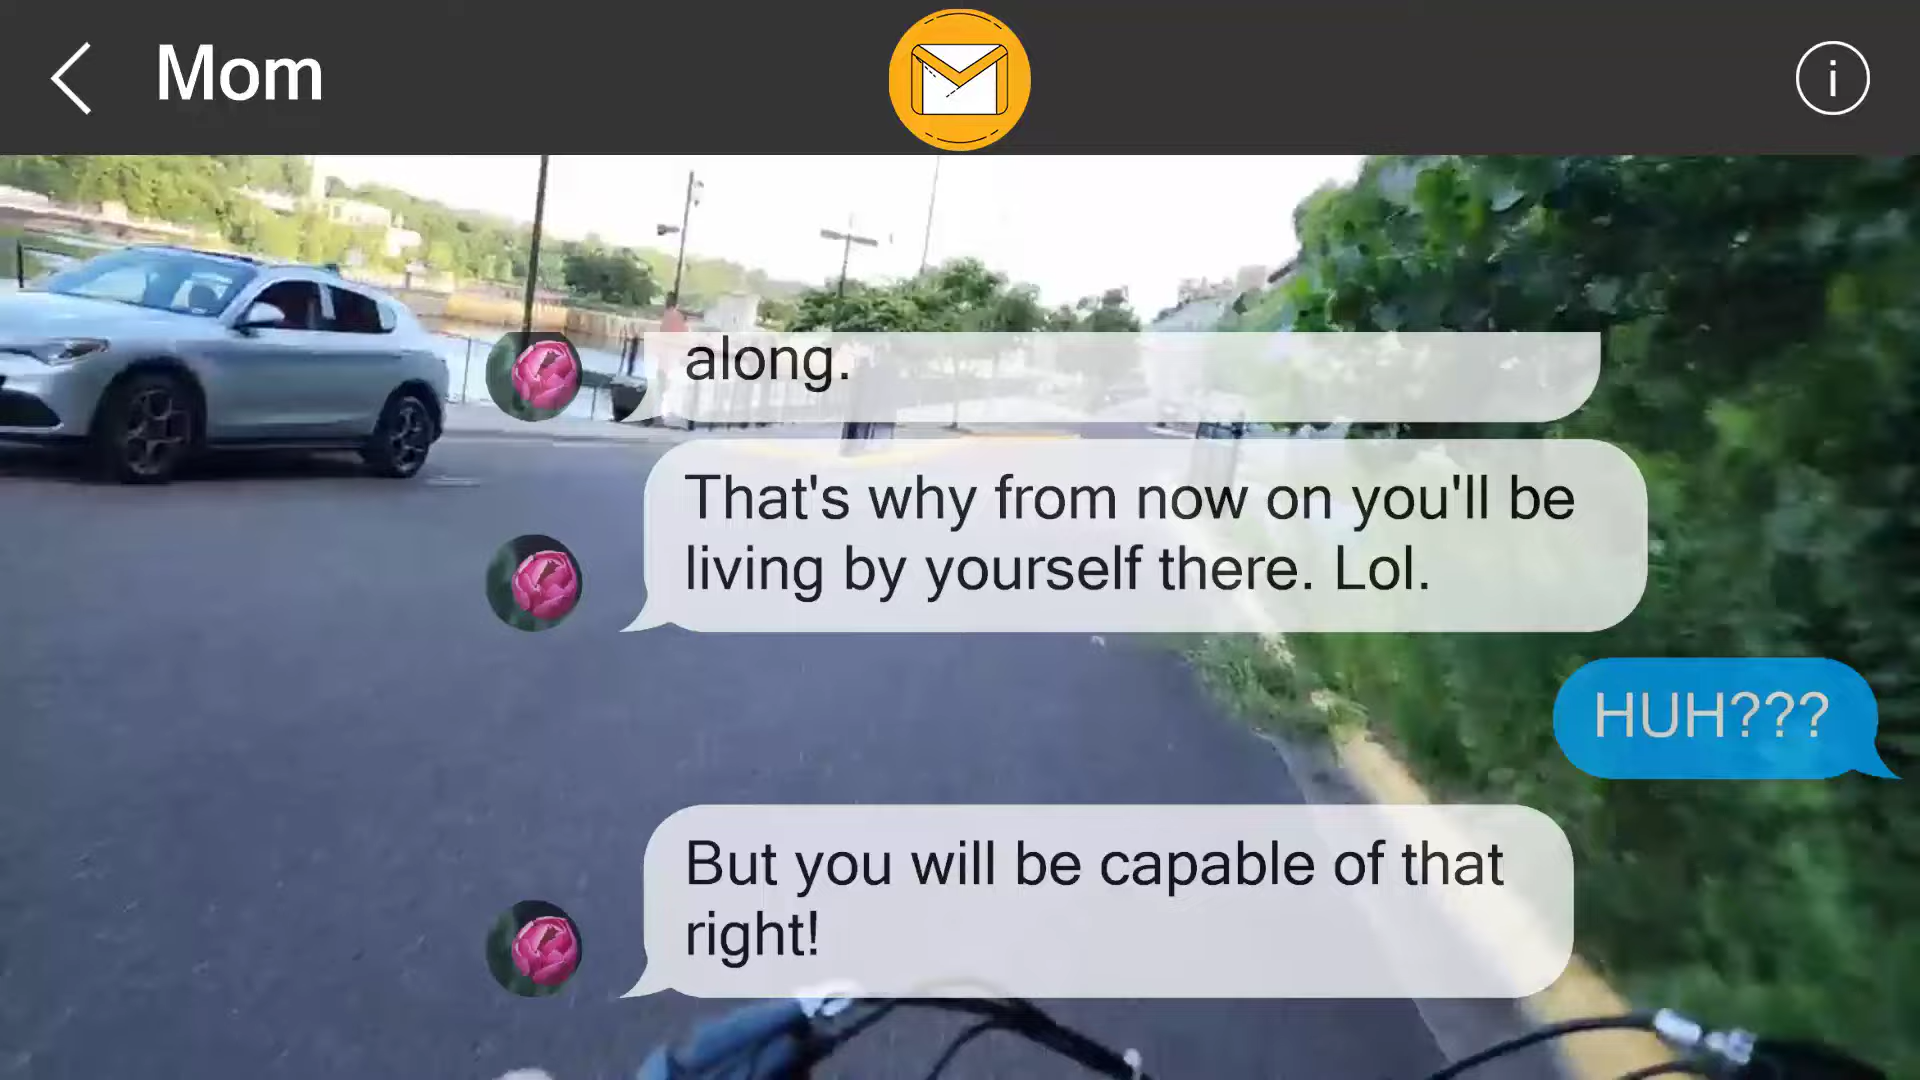 Mom
i
along.
That's why from now on you'll be
living by yourself there. Lol.
HUH???
But you will be capable of that
right!